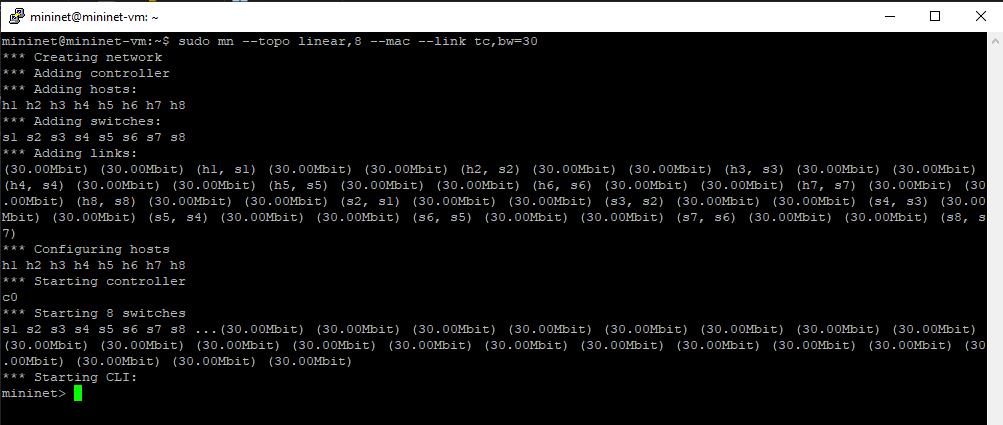 mininet@mininet-vm: ~
mininet@mininet-vm:~$ sudo mn --topo linear,8 --mac --link tc,bw=30
*** Creating network
*** Adding controller
*** Adding hosts:
h1 h2 h3 h4 h5 h6 h7 h8
*** Adding switches:
s1 s2 s3 s4 s5 s6 s7 s8
*** Adding links:
(30.00Mbit) (30.00Mbit) (h1, s1) (30.00Mbit) (30.00Mbit) (h2, s2) (30.00Mbit) (30.00Mbit) (h3, s3) (30.00Mbit) (30.00Mbit)
(h4, s4) (30.00Mbit) (30.00Mbit) (h5, s5) (30.00Mbit) (30.00Mbit) (h6, s6) (30.00Mbit) (30.00Mbit) (h7, s7) (30.00Mbit) (30
.00Mbit) (h8, s8) (30.00Mbit) (30.00Mbit) (s2, s1) (30.00Mbit) (30.00Mbit) (s3, s2) (30.00Mbit) (30.00Mbit) (s4, s3) (30.00
Mbit) (30.00Mbit) (s5, s4) (30.00Mbit) (30.00Mbit) (s6, s5) (30.00Mbit) (30.00Mbit) (s7, s6) (30.00Mbit) (30.00Mbit) (s8, s
7)
*** Configuring hosts
h1 h2 h3 h4 h5 h6 h7 h8
*** Starting controller
c0
*** Starting 8 switches
s1 s2 s3 s4 s5 s6 s7 s8 ...(30.00Mbit) (30.00Mbit) (30.00Mbit) (30.00Mbit) (30.00Mbit) (30.00Mbit) (30.00Mbit) (30.00Mbit)
(30.00Mbit) (30.00Mbit) (30.00Mbit) (30.00Mbit) (30.00Mbit) (30.00Mbit) (30.00Mbit) (30.00Mbit) (30.00Mbit) (30.00Mbit) (30
.00Mbit) (30.00Mbit) (30.00Mbit) (30.00Mbit)
*** Starting CLI:
mininet>